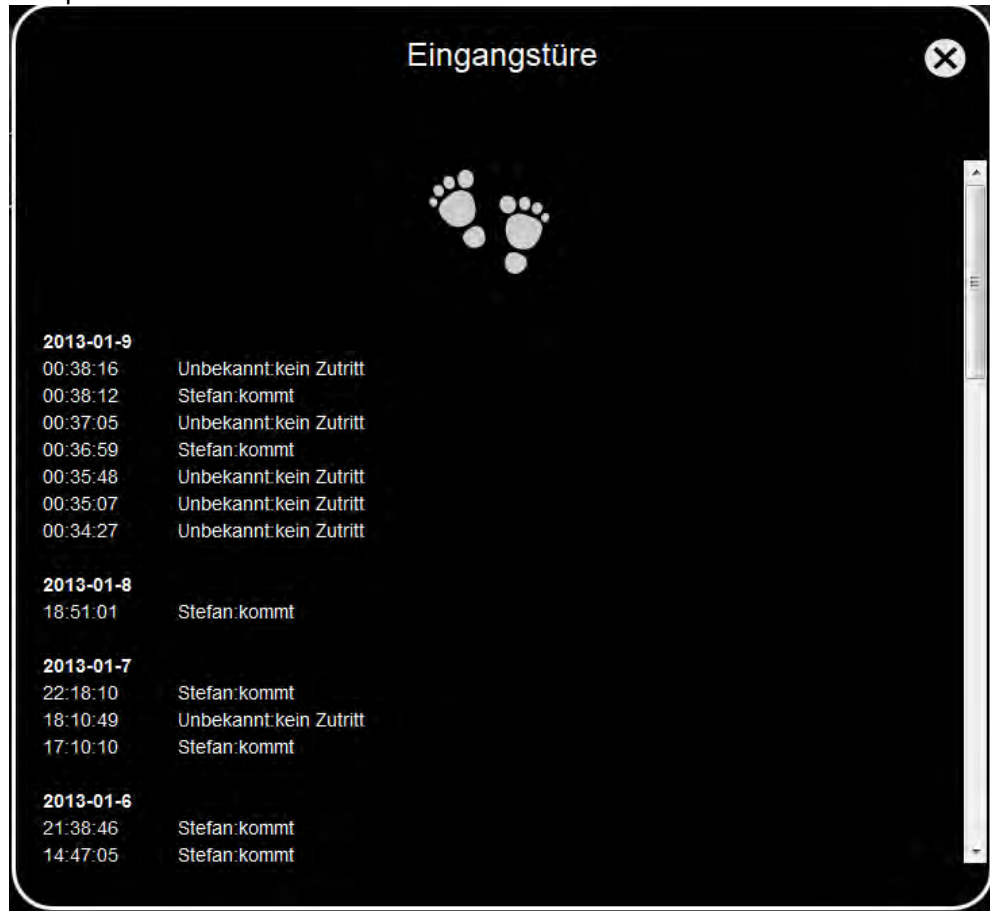 Eingangstüre
2013-01-9
00:38:16 Unbekannt:kein Zutritt
00:38:12 Stefan:kommt
00:37:05 Unbekannt:kein Zutritt
00:36:59 Stefan:kommt
00:35:48 Unbekannt:kein Zutritt
00:35:07 Unbekannt:kein Zutritt
00:34:27 Unbekannt:kein Zutritt
2013-01-8
18:51:01 Stefan:kommt
2013-01-7
22:18:10 Stefan:kommt
18:10:49 Unbekannt:kein Zutritt
17:10:10 Stefan:kommt
2013-01-6
21:38:46 Stefan:kommt
14:47:05 Stefan:kommt